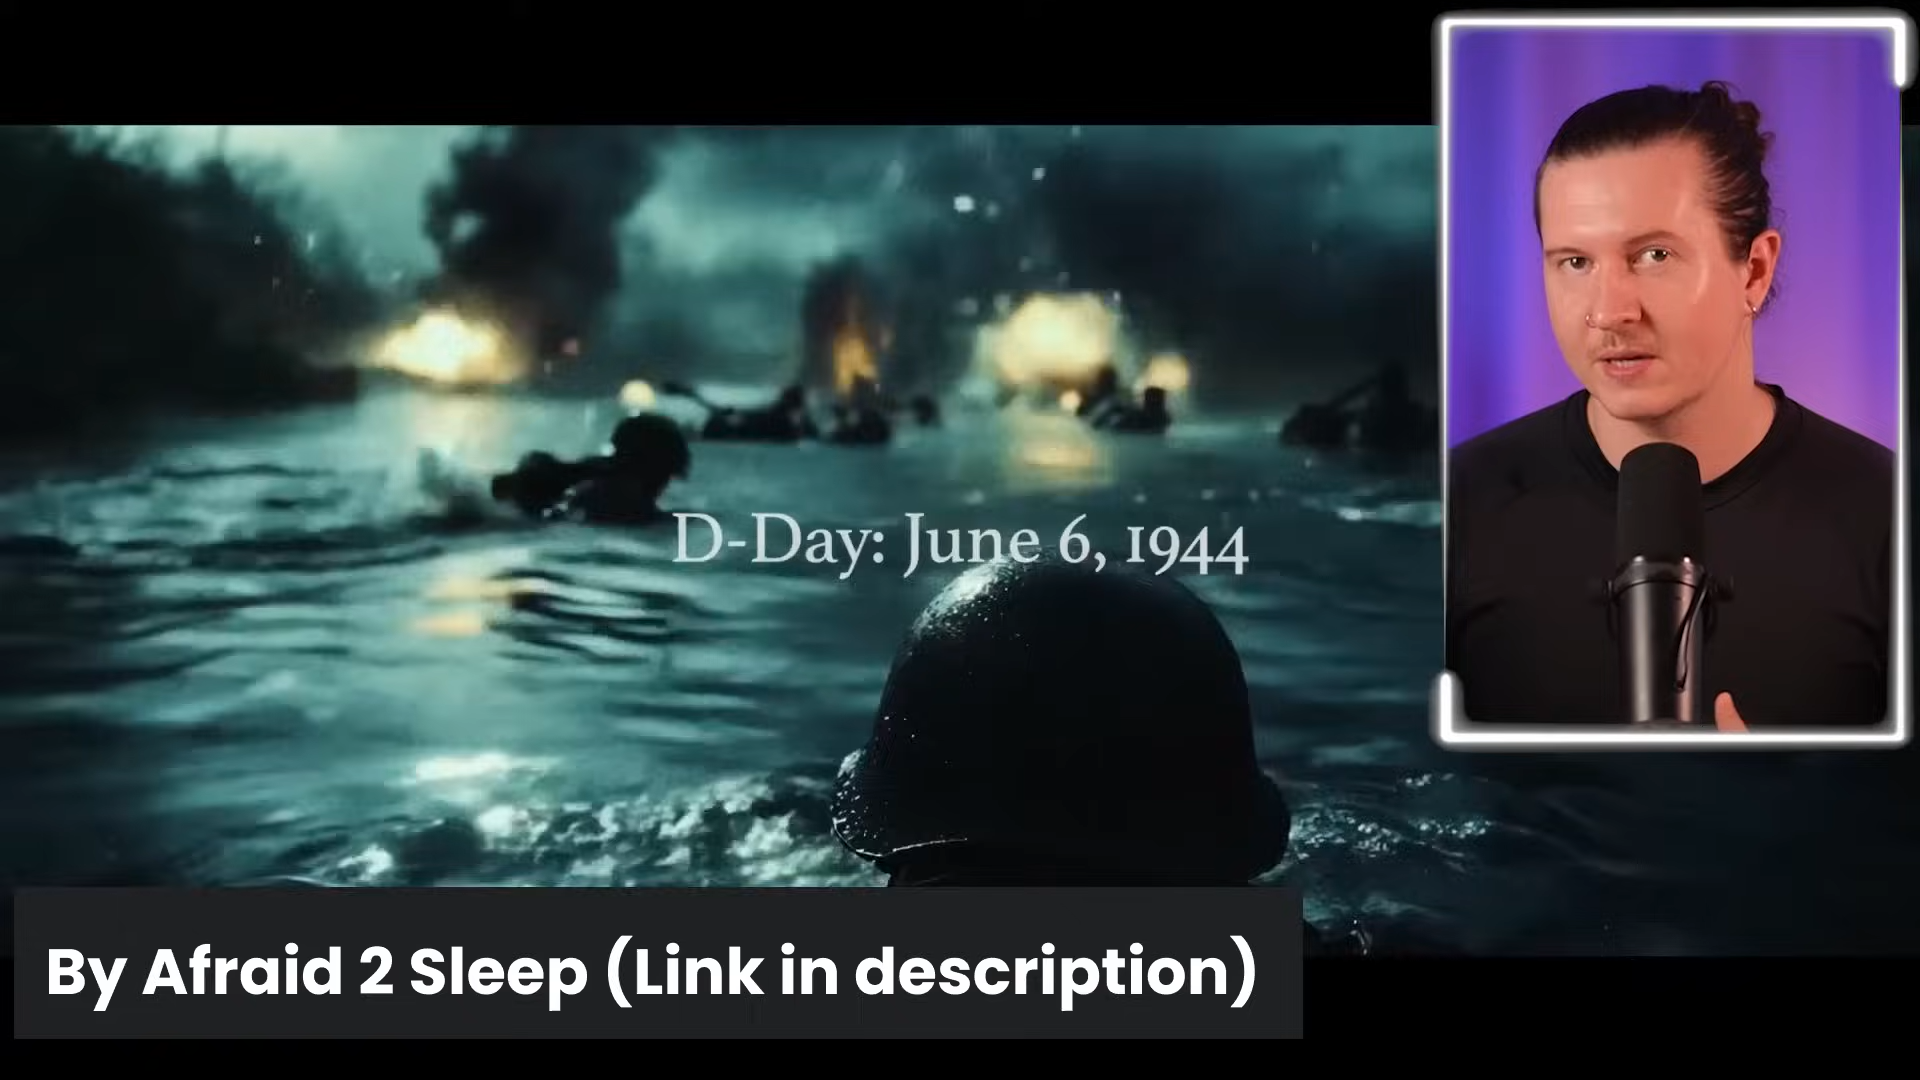 D-Day: June 6, 1944
By Afraid 2 Sleep (Link in description)